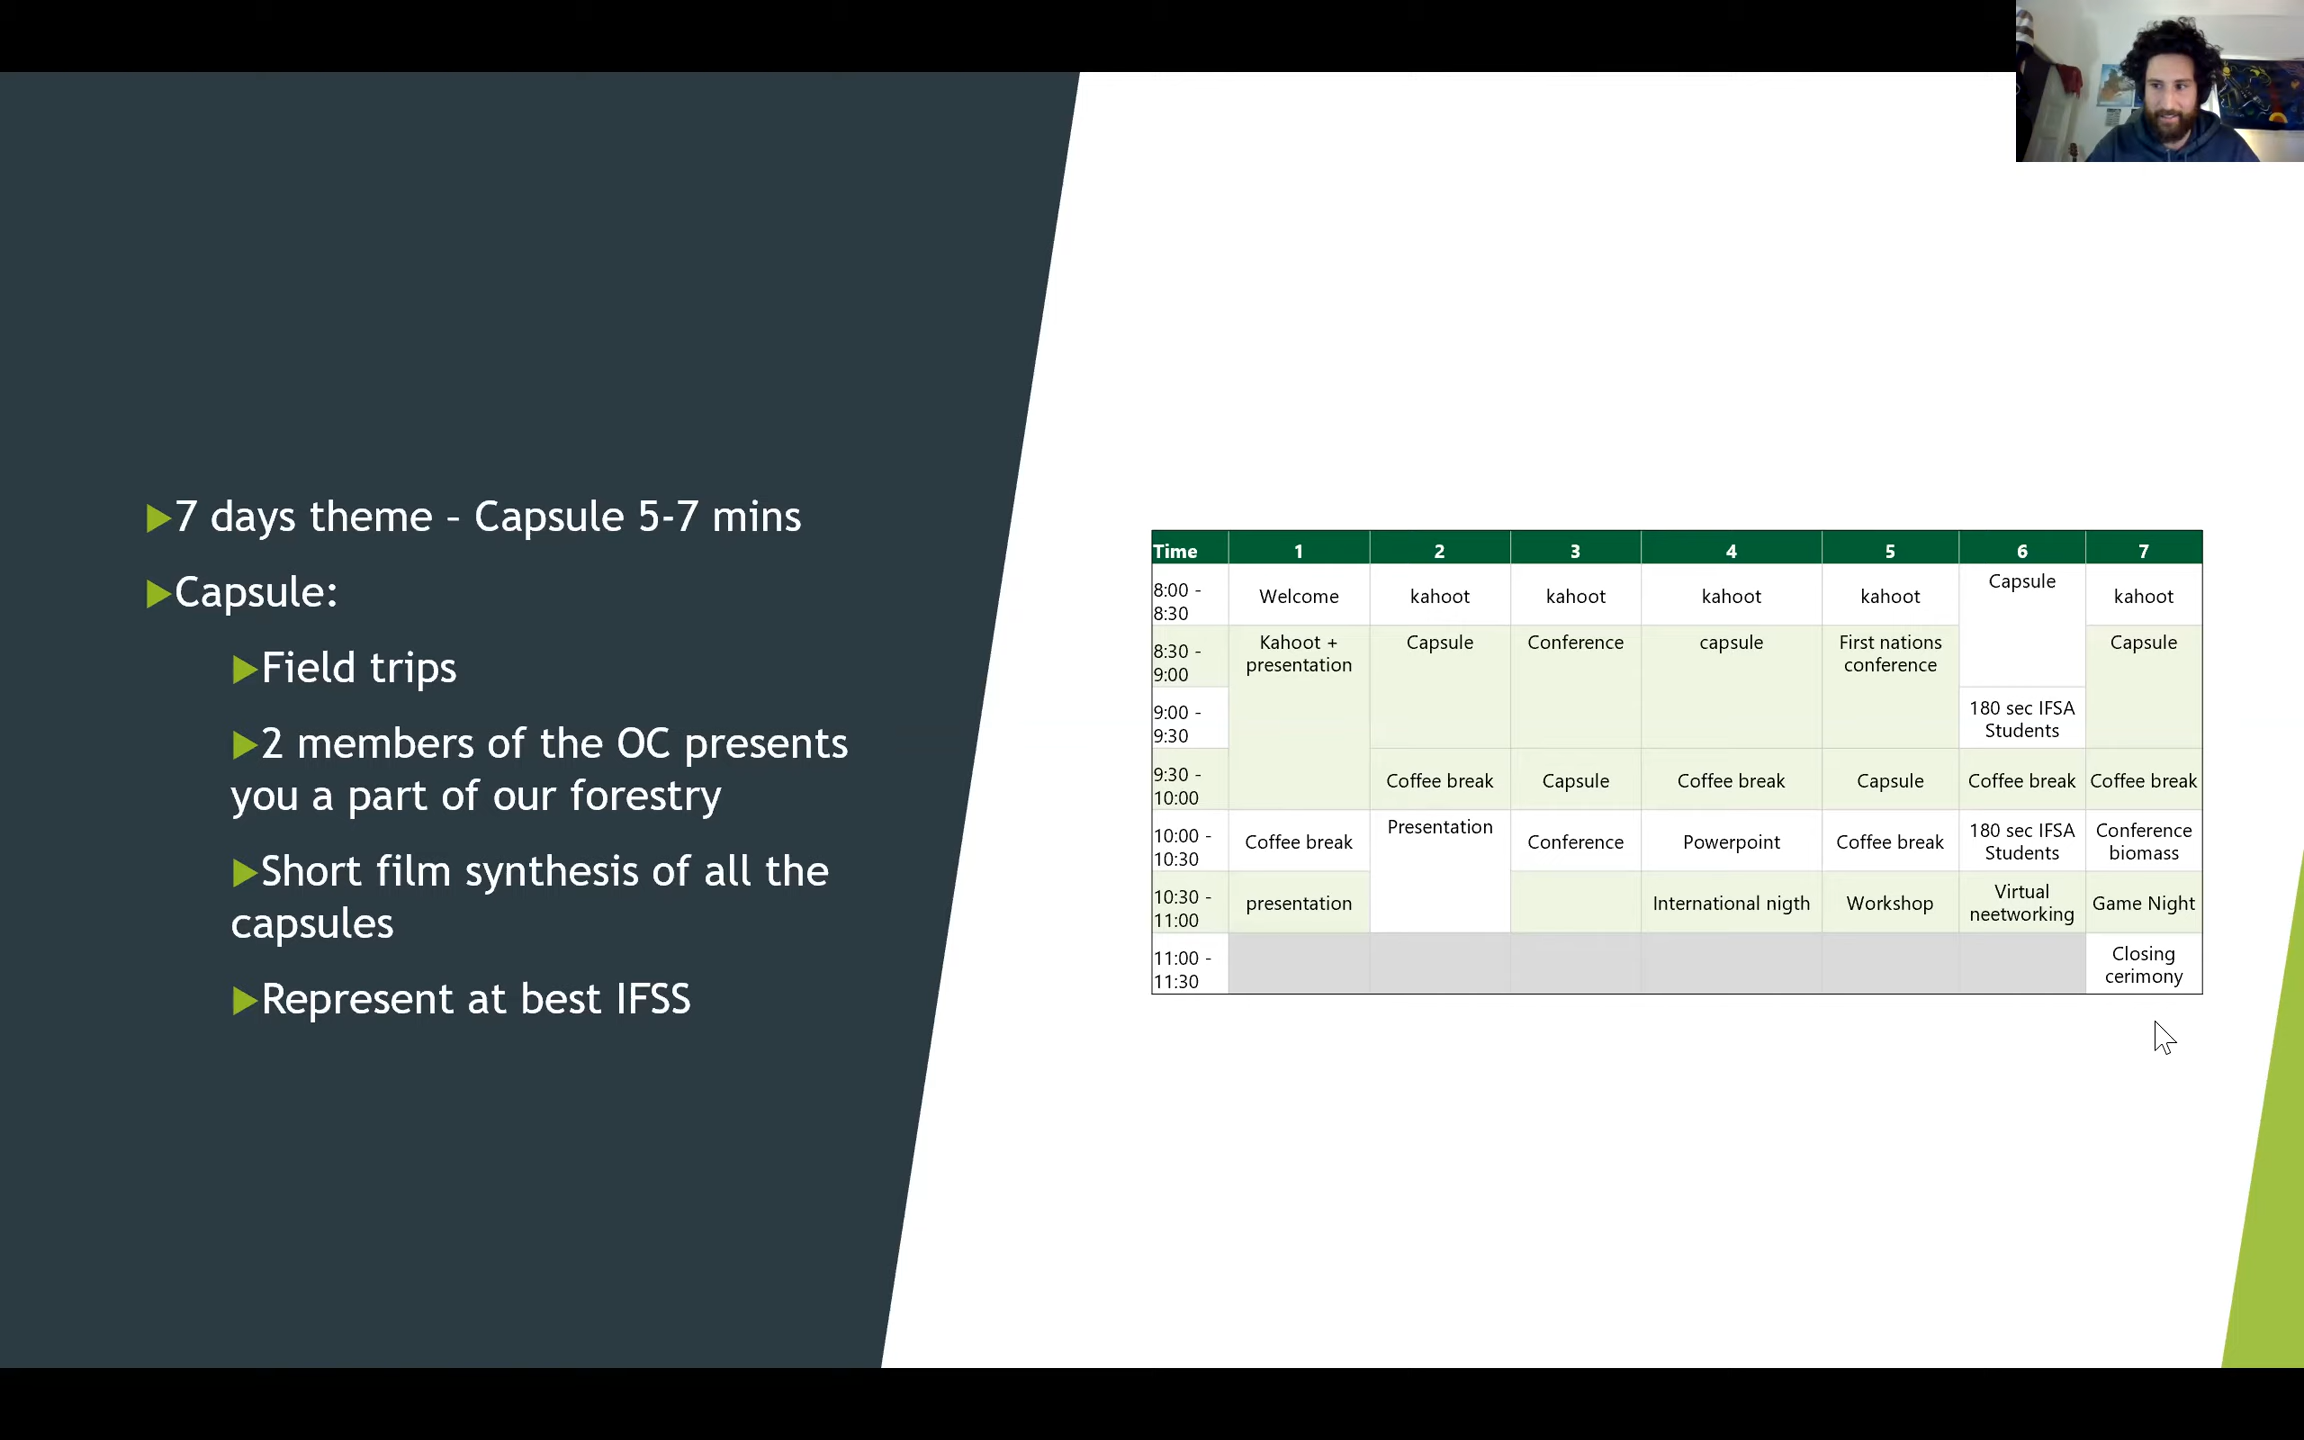 ▶7 days theme – Capsule 5-7 mins
▶Capsule:
▶Field trips
▶2 members of the OC presents
you a part of our forestry
▶Short film synthesis of all the
capsules
▶Represent at best IFSS
Time 1 2 3 4 5 6 7
8:00 - 8:30 Welcome kahoot kahoot kahoot kahoot Capsule kahoot
8:30 - 9:00 Kahoot + presentation Capsule Conference capsule First nations conference Capsule
9:00 - 9:30 180 sec IFSA Students
9:30 - 10:00 Coffee break Capsule Coffee break Capsule Coffee break Coffee break
10:00 - 10:30 Coffee break Presentation Conference Powerpoint Coffee break 180 sec IFSA Students Conference biomass
10:30 - 11:00 presentation International nigth Workshop Virtual neetworking Game Night
11:00 - 11:30 Closing cerimony